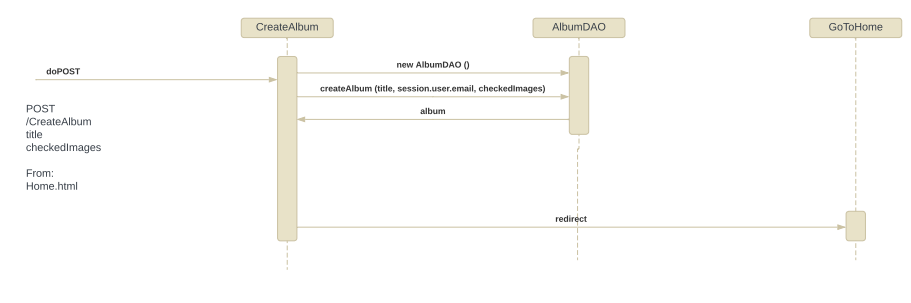 CreateAlbum
AlbumDAO
GoToHome
doPOST
new AlbumDAO ()
createAlbum (title, session.user.email, checkedImages)
album
POST
/CreateAlbum
title
checkedImages
From:
Home.html
redirect